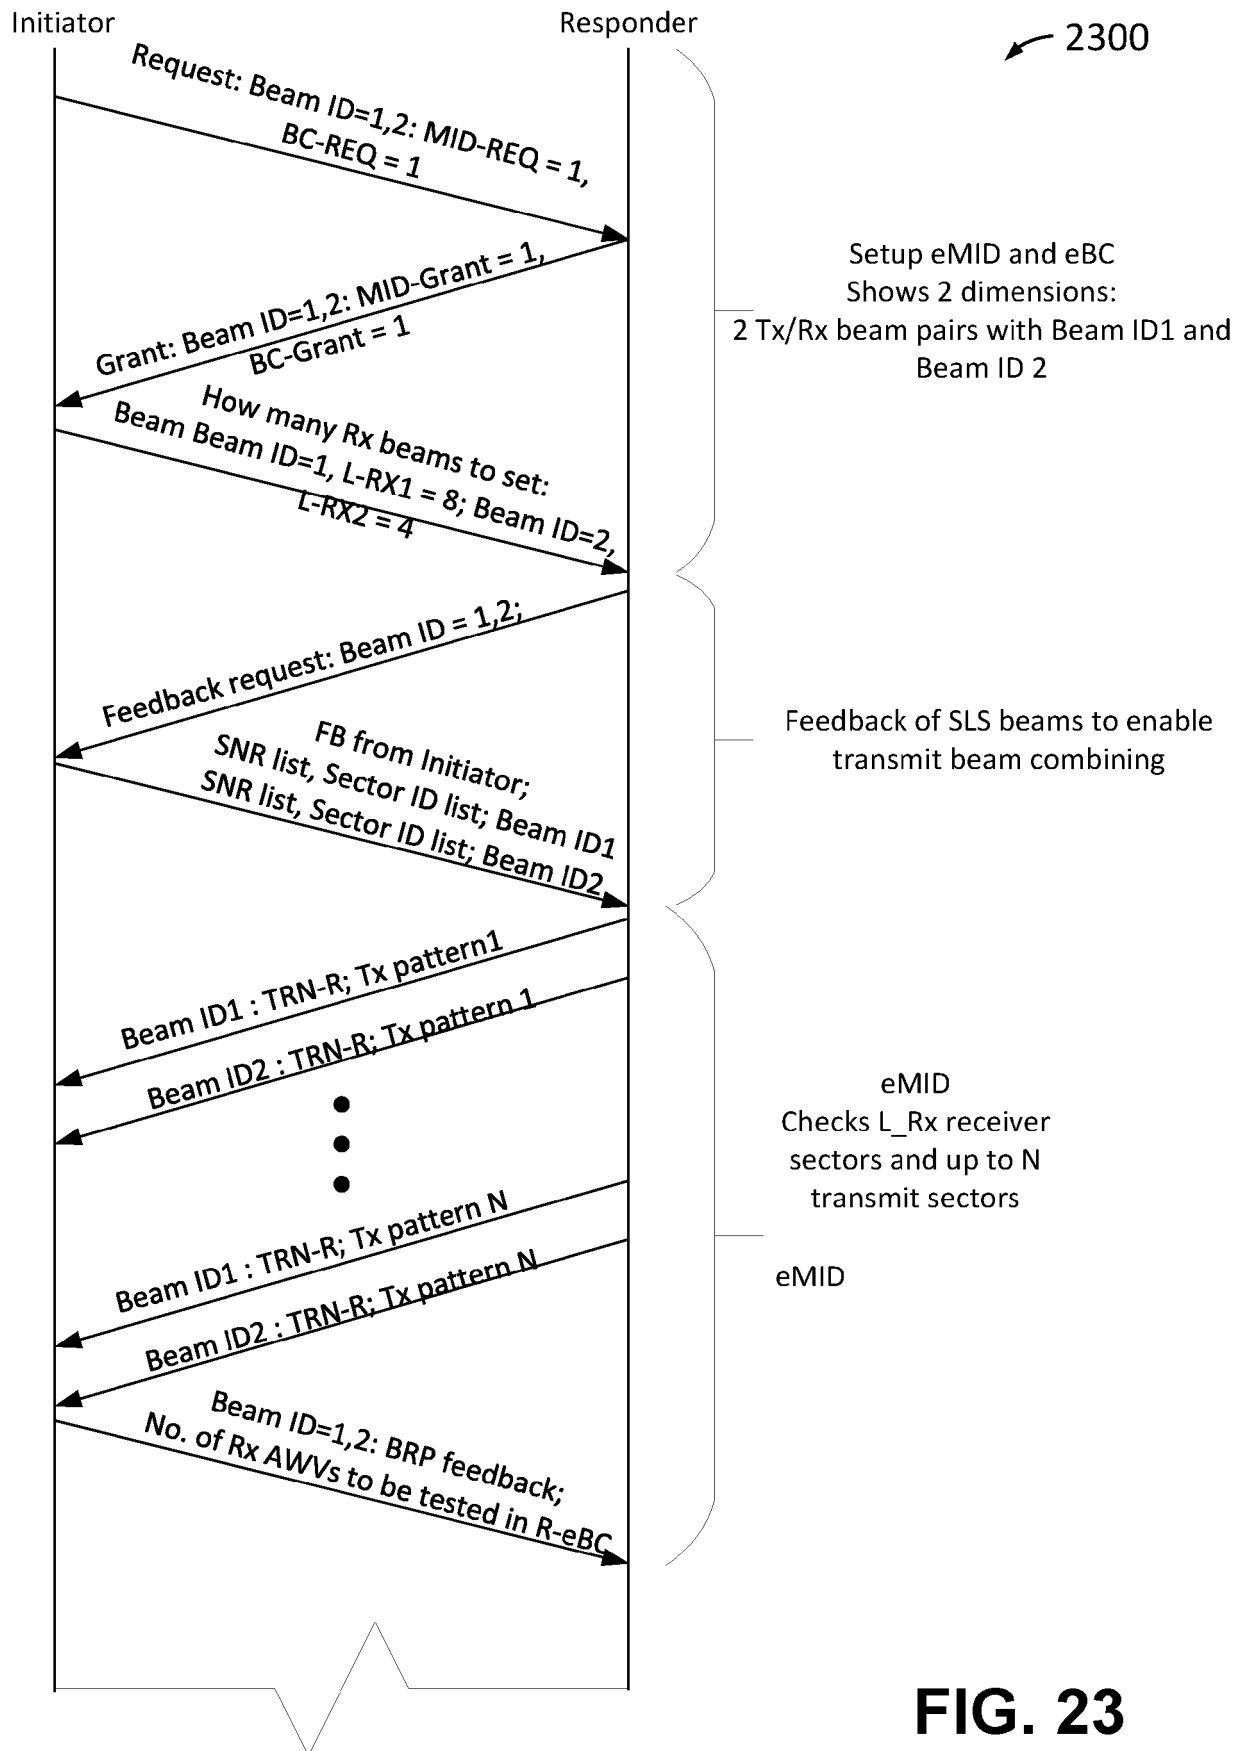 Initiator
Responder
2300
Request: Beam ID=1,2: MID-REQ = 1,
BC-REQ = 1
Grant: Beam ID=1,2: MID-Grant = 1,
BC-Grant = 1
How many Rx beams to set:
Beam Beam ID=1, L-RX1 = 8; Beam ID=2,
L-RX2 = 4
Setup eMID and eBC
Shows 2 dimensions:
2 Tx/Rx beam pairs with Beam ID1 and
Beam ID 2
Feedback request: Beam ID = 1,2;
FB from Initiator;
SNR list, Sector ID list; Beam ID1
SNR list, Sector ID list; Beam ID2
Feedback of SLS beams to enable
transmit beam combining
Beam ID1 : TRN-R; Tx pattern1
Beam ID2 : TRN-R; Tx pattern 1
Beam ID1 : TRN-R; Tx pattern N
Beam ID2 : TRN-R; Tx pattern N
Beam ID=1,2: BRP feedback;
No. of Rx AWVs to be tested in R-eBC
eMID
Checks L_Rx receiver
sectors and up to N
transmit sectors
eMID
FIG. 23